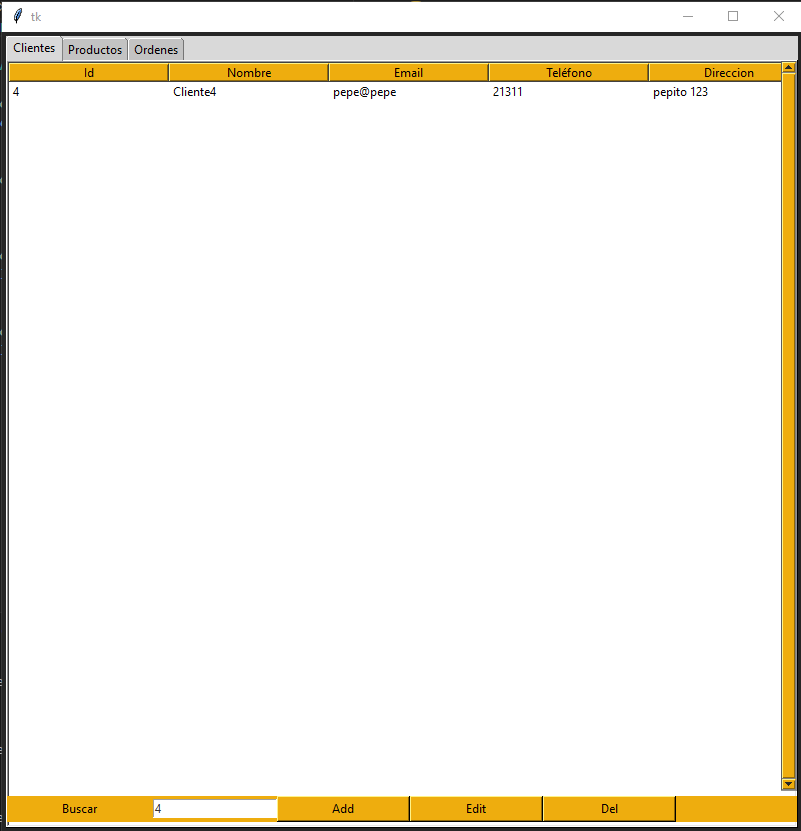 tk
Clientes Productos Ordenes
Id Nombre Email Teléfono Direccion
4 Cliente4 pepe@pepe 21311 pepito 123
Buscar 4 Add Edit Del